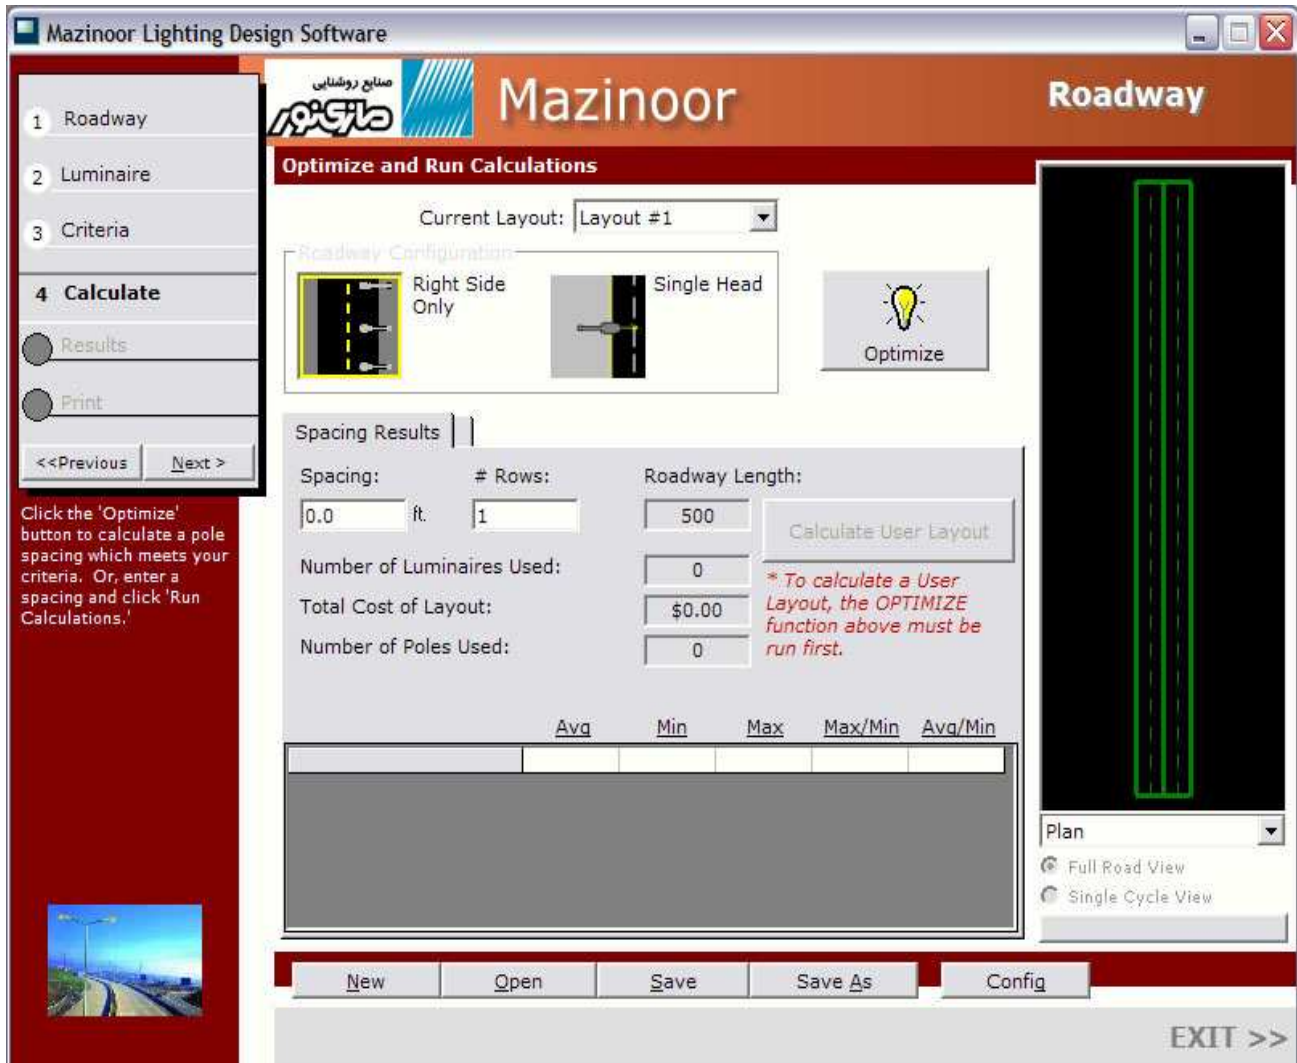 Mazinoor Lighting Design Software
صنایع روشنایی
مازی‌نور
Mazinoor
Roadway
1 Roadway
2 Luminaire
3 Criteria
4 Calculate
Results
Print
<<Previous
Next >
Click the 'Optimize'
button to calculate a pole
spacing which meets your
criteria. Or, enter a
spacing and click 'Run
Calculations.'
Optimize and Run Calculations
Current Layout: Layout #1
Roadway Configuration
Right Side
Only
Single Head
Optimize
Spacing Results
Spacing: # Rows: Roadway Length:
0.0 ft. 1 500
Calculate User Layout
Number of Luminaires Used: 0
Total Cost of Layout: $0.00
Number of Poles Used: 0
* To calculate a User
Layout, the OPTIMIZE
function above must be
run first.
Avg Min Max Max/Min Avg/Min
Plan
Full Road View
Single Cycle View
New Open Save Save As Config
EXIT >>